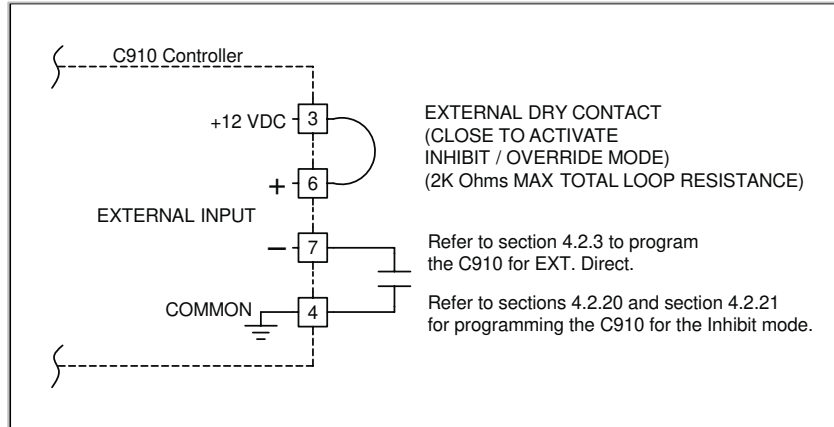 C910 Controller
+12 VDC
3
EXTERNAL DRY CONTACT
(CLOSE TO ACTIVATE
INHIBIT / OVERRIDE MODE)
(2K Ohms MAX TOTAL LOOP RESISTANCE)
+
6
EXTERNAL INPUT
−
7
Refer to section 4.2.3 to program
the C910 for EXT. Direct.
COMMON
4
Refer to sections 4.2.20 and section 4.2.21
for programming the C910 for the Inhibit mode.